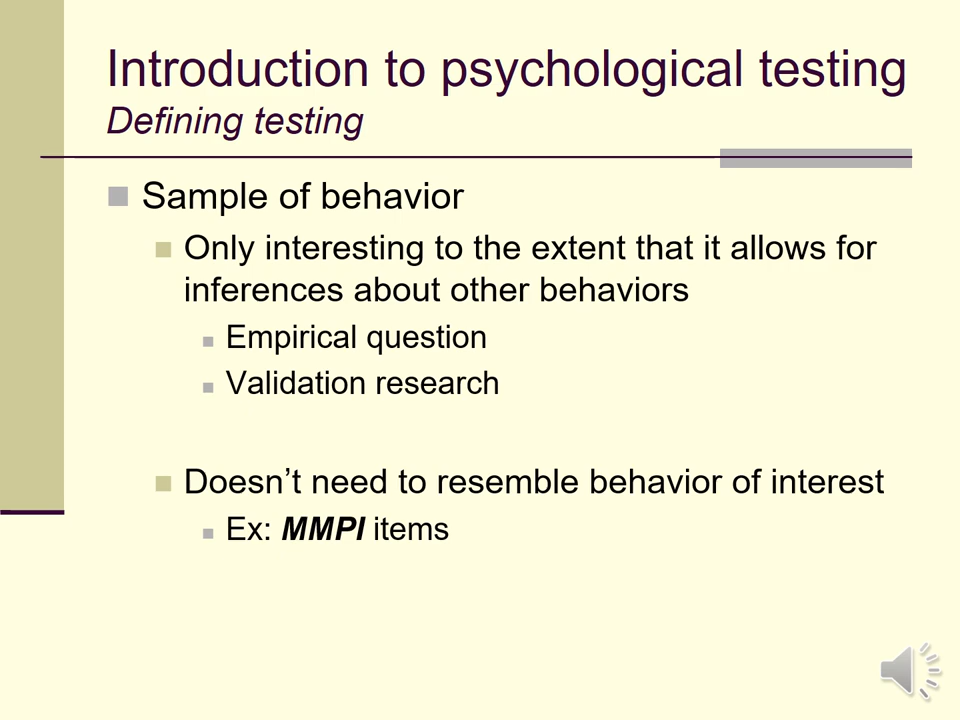 Introduction to psychological testing
Defining testing
Sample of behavior
Only interesting to the extent that it allows for
inferences about other behaviors
Empirical question
Validation research
Doesn’t need to resemble behavior of interest
Ex: MMPI items